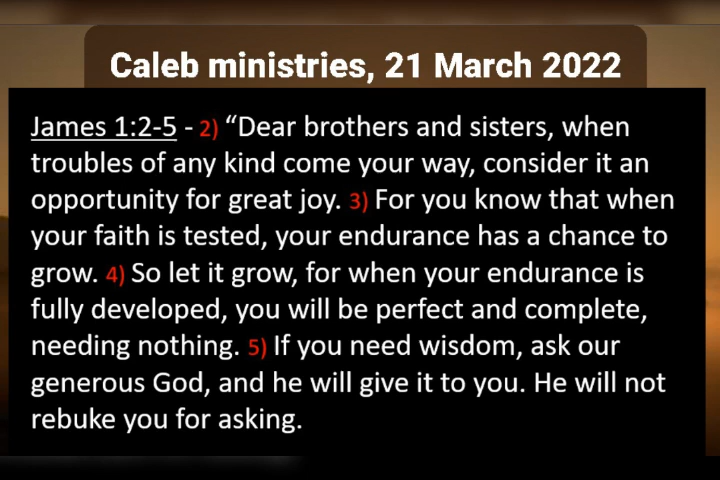 Caleb ministries, 21 March 2022
James 1:2-5 - 2) “Dear brothers and sisters, when
troubles of any kind come your way, consider it an
opportunity for great joy. 3) For you know that when
your faith is tested, your endurance has a chance to
grow. 4) So let it grow, for when your endurance is
fully developed, you will be perfect and complete,
needing nothing. 5) If you need wisdom, ask our
generous God, and he will give it to you. He will not
rebuke you for asking.